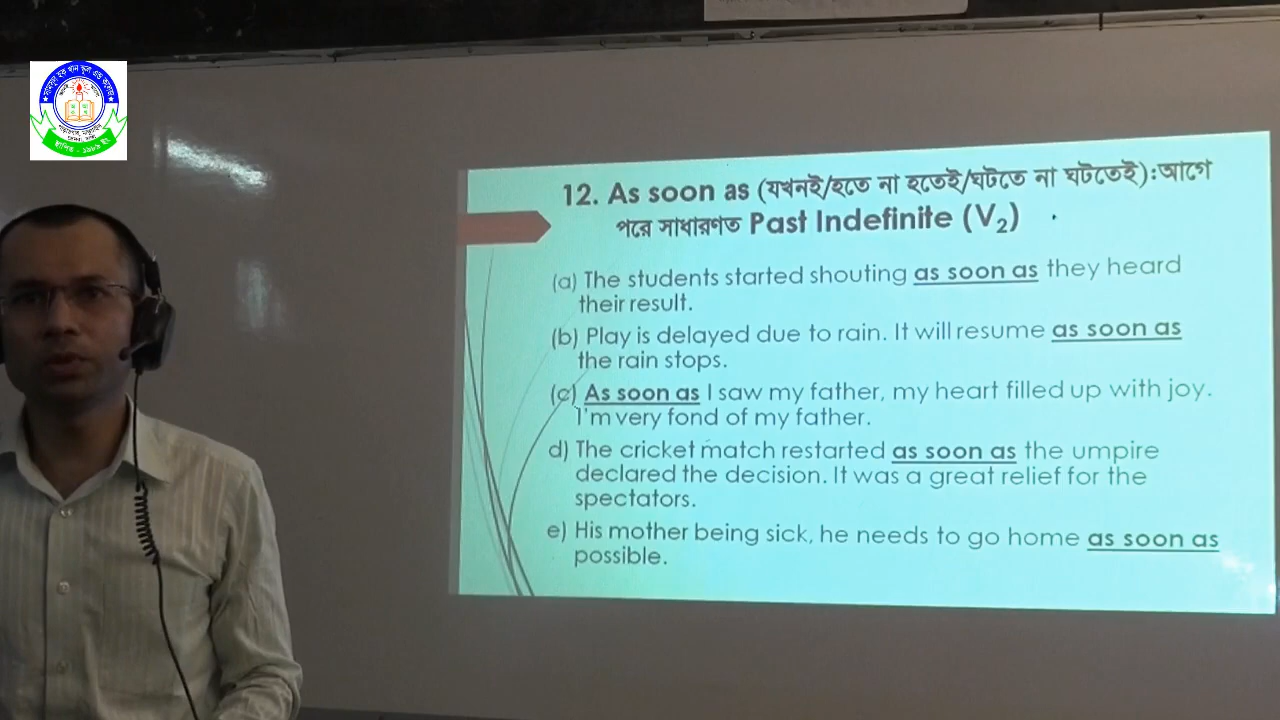 12. As soon as (যখনই/হতে না হতেই/ঘটতে না ঘটতেই):আগে
পরে সাধারণত Past Indefinite (V₂)
(a) The students started shouting as soon as they heard
their result.
(b) Play is delayed due to rain. It will resume as soon as
the rain stops.
(c) As soon as I saw my father, my heart filled up with joy.
I'm very fond of my father.
d) The cricket match restarted as soon as the umpire
declared the decision. It was a great relief for the
spectators.
e) His mother being sick, he needs to go home as soon as
possible.